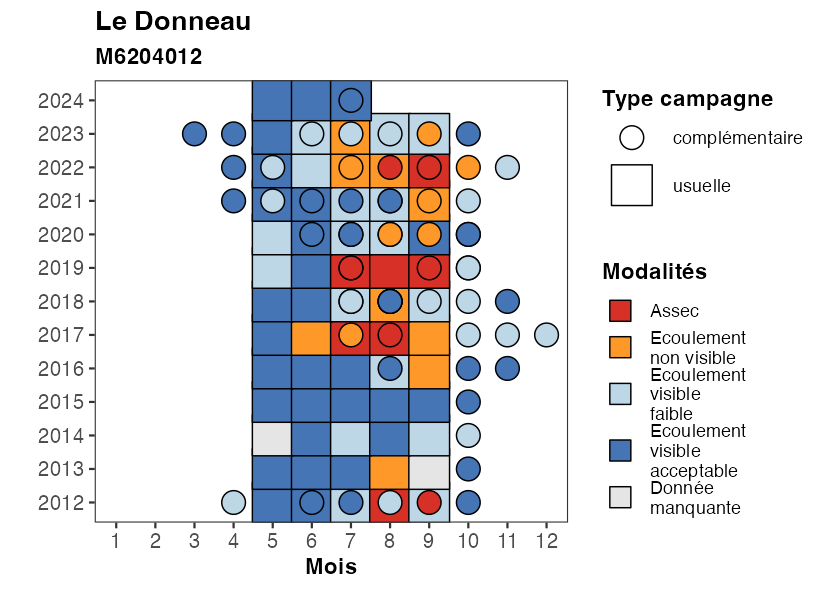 Le Donneau
M6204012
2024
2023
2022
2021
2020
2019
2018
2017
2016
2015
2014
2013
2012
1 2 3 4 5 6 7 8 9 10 11 12
Mois
Type campagne
complémentaire
usuelle
Modalités
Assec
Ecoulement
non visible
Ecoulement
visible
faible
Ecoulement
visible
acceptable
Donnée
manquante